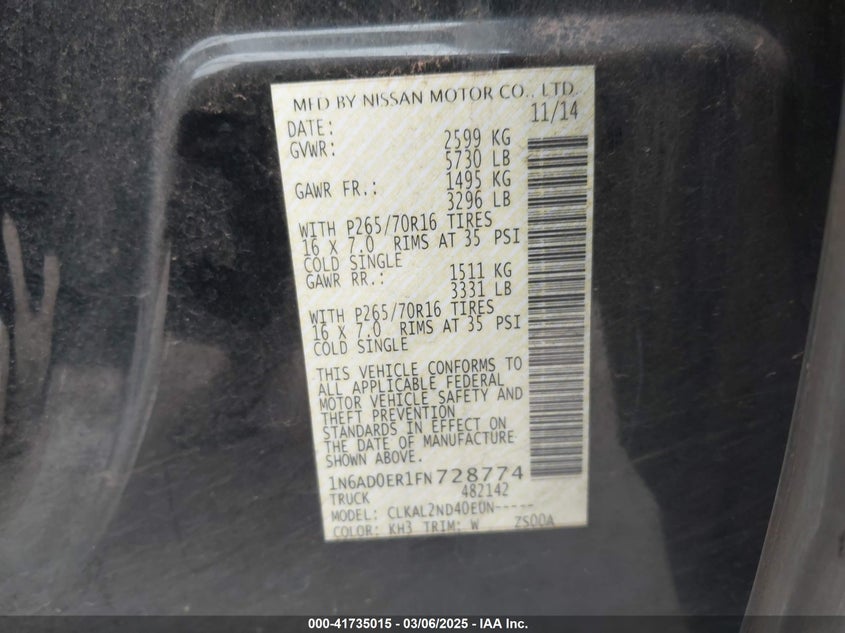 MFD BY NISSAN MOTOR CO., LTD.
DATE: 11/14
GVWR: 2599 KG
5730 LB
GAWR FR.: 1495 KG
3296 LB
WITH P265/70R16 TIRES
16 X 7.0 RIMS AT 35 PSI
COLD SINGLE
GAWR RR.: 1511 KG
3331 LB
WITH P265/70R16 TIRES
16 X 7.0 RIMS AT 35 PSI
COLD SINGLE
THIS VEHICLE CONFORMS TO
ALL APPLICABLE FEDERAL
MOTOR VEHICLE SAFETY AND
THEFT PREVENTION
STANDARDS IN EFFECT ON
THE DATE OF MANUFACTURE
SHOWN ABOVE.
1N6AD0ER1FN728774
TRUCK 482142
MODEL: CLKAL2ND40EUN-----
COLOR: KH3 TRIM: W ZS00A
000-41735015 - 03/06/2025 - IAA Inc.